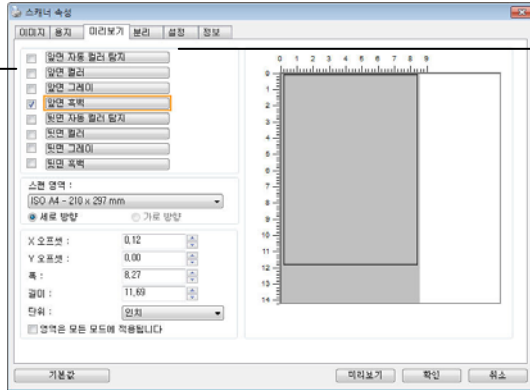 스캐너 속성
이미지 용지 미리보기 분리 설정 정보
앞면 자동 컬러 탐지
앞면 컬러
앞면 그레이
앞면 흑백
뒷면 자동 컬러 탐지
뒷면 컬러
뒷면 그레이
뒷면 흑백
스캔 영역 :
ISO A4 - 210 x 297 mm
세로 방향 가로 방향
X 오프셋 : 0,12
Y 오프셋 : 0,00
폭 : 8,27
길이 : 11,69
단위 : 인치
영역은 모든 모드에 적용됩니다
0 1 2 3 4 5 6 7 8 9
0
1
2
3
4
5
6
7
8
9
10
11
12
13
14
기본값 미리보기 확인 취소